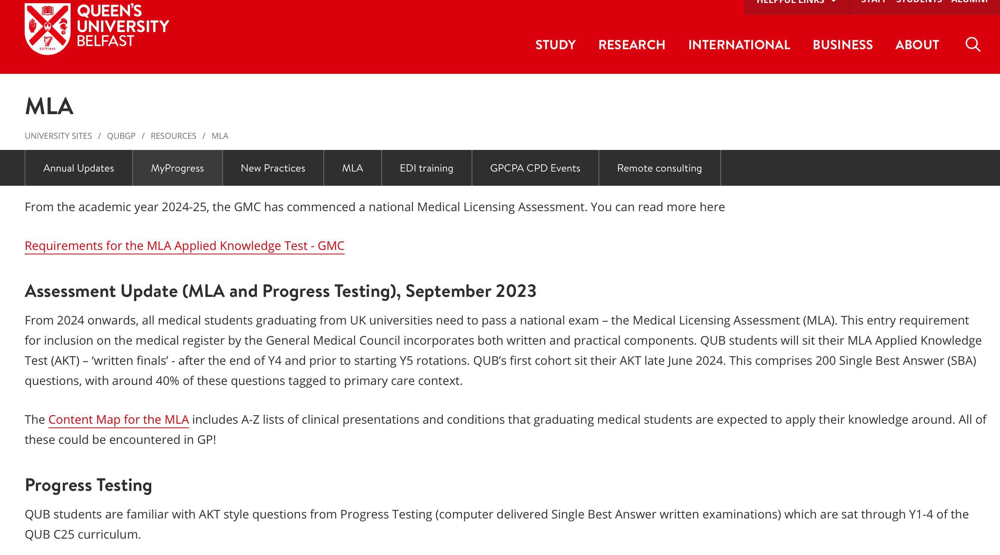 HELPFUL LINKS STAFF STUDENTS ALUMNI
QUEEN'S
UNIVERSITY
BELFAST
ESTD 1845
STUDY RESEARCH INTERNATIONAL BUSINESS ABOUT
MLA
UNIVERSITY SITES / QUBGP / RESOURCES / MLA
Annual Updates MyProgress New Practices MLA EDI training GPCPA CPD Events Remote consulting
From the academic year 2024-25, the GMC has commenced a national Medical Licensing Assessment. You can read more here
Requirements for the MLA Applied Knowledge Test - GMC
Assessment Update (MLA and Progress Testing), September 2023
From 2024 onwards, all medical students graduating from UK universities need to pass a national exam – the Medical Licensing Assessment (MLA). This entry requirement
for inclusion on the medical register by the General Medical Council incorporates both written and practical components. QUB students will sit their MLA Applied Knowledge
Test (AKT) – ‘written finals’ - after the end of Y4 and prior to starting Y5 rotations. QUB’s first cohort sit their AKT late June 2024. This comprises 200 Single Best Answer (SBA)
questions, with around 40% of these questions tagged to primary care context.
The Content Map for the MLA includes A-Z lists of clinical presentations and conditions that graduating medical students are expected to apply their knowledge around. All of
these could be encountered in GP!
Progress Testing
QUB students are familiar with AKT style questions from Progress Testing (computer delivered Single Best Answer written examinations) which are sat through Y1-4 of the
QUB C25 curriculum.